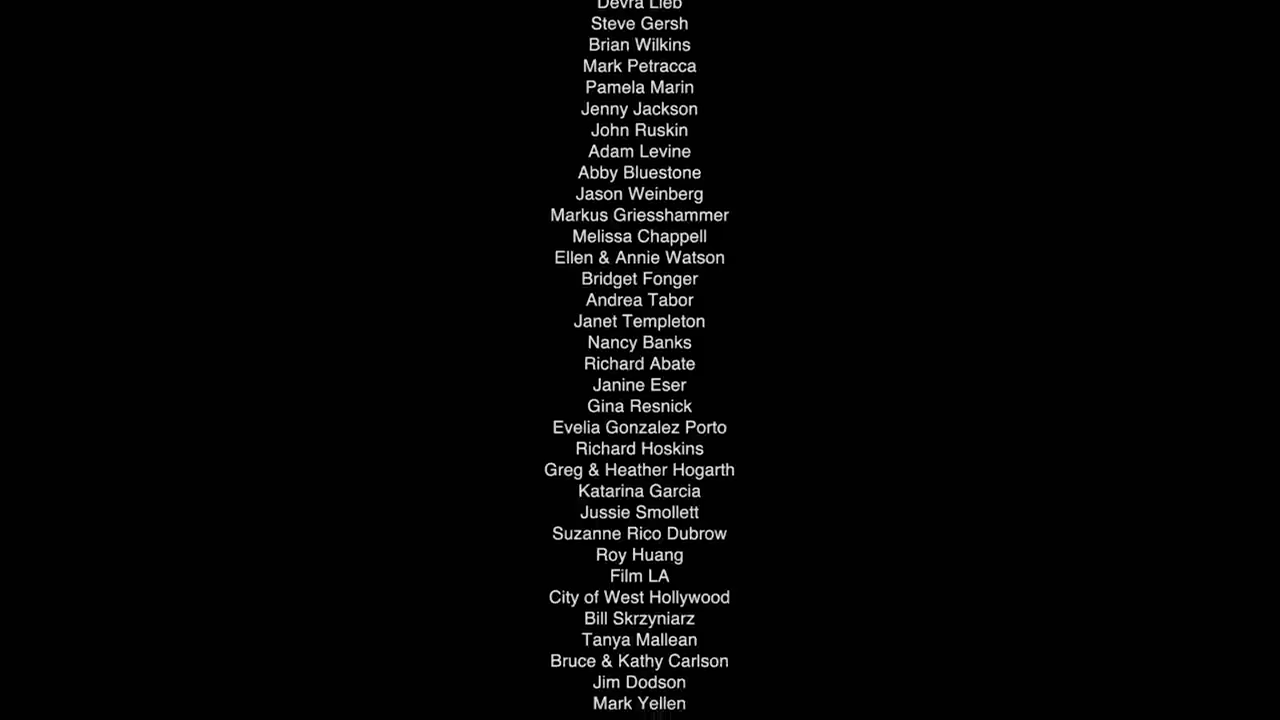 Devra Lieb
Steve Gersh
Brian Wilkins
Mark Petracca
Pamela Marin
Jenny Jackson
John Ruskin
Adam Levine
Abby Bluestone
Jason Weinberg
Markus Griesshammer
Melissa Chappell
Ellen & Annie Watson
Bridget Fonger
Andrea Tabor
Janet Templeton
Nancy Banks
Richard Abate
Janine Eser
Gina Resnick
Evelia Gonzalez Porto
Richard Hoskins
Greg & Heather Hogarth
Katarina Garcia
Jussie Smollett
Suzanne Rico Dubrow
Roy Huang
Film LA
City of West Hollywood
Bill Skrzyniarz
Tanya Mallean
Bruce & Kathy Carlson
Jim Dodson
Mark Yellen